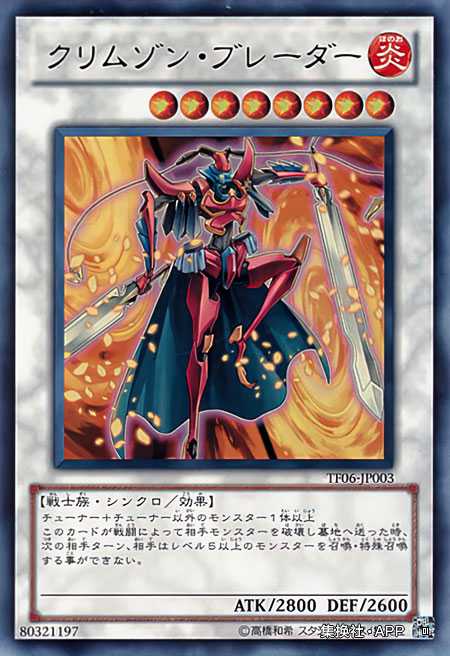 クリムゾン・ブレーダー
炎
ほのお
TF06-JP003
【戦士族・シンクロ／効果】
チューナー＋チューナー以外のモンスター1体以上
このカードが戦闘によって相手モンスターを破壊し墓地へ送った時、
次の相手ターン、相手はレベル5以上のモンスターを召喚・特殊召喚
する事ができない。
ATK/2800 DEF/2600
80321197
©高橋和希 スタジオ
集換社·APP